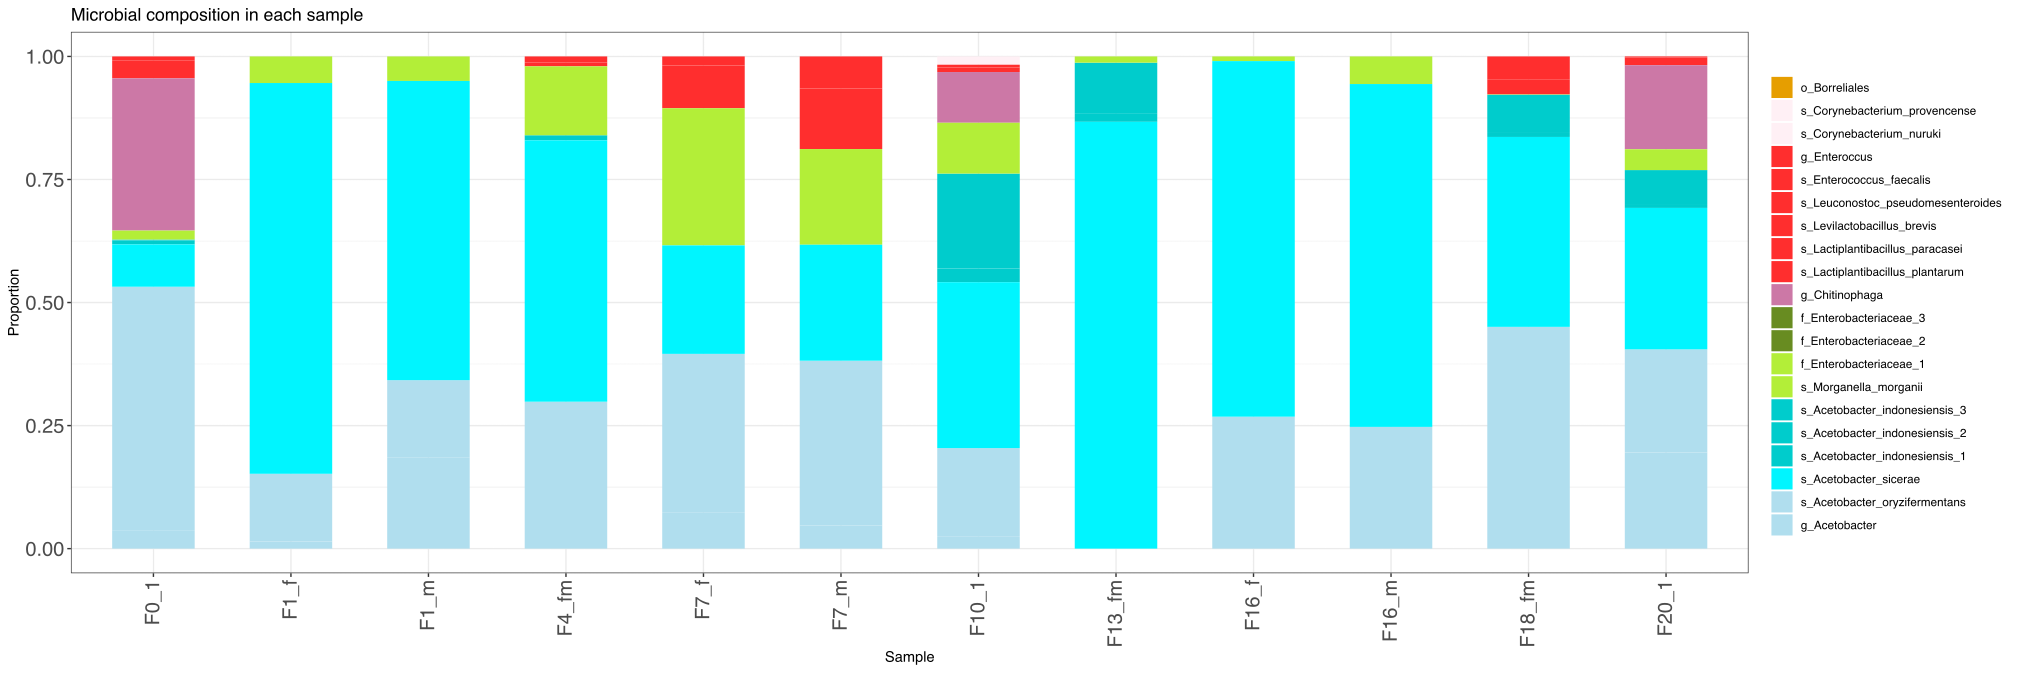 Microbial composition in each sample
Proportion
1.00
0.75
0.50
0.25
0.00
F0_1
F1_f
F1_m
F4_fm
F7_f
F7_m
F10_1
F13_fm
F16_f
F16_m
F18_fm
F20_1
Sample
o_Borreliales
s_Corynebacterium_provencense
s_Corynebacterium_nuruki
g_Enteroccus
s_Enterococcus_faecalis
s_Leuconostoc_pseudomesenteroides
s_Levilactobacillus_brevis
s_Lactiplantibacillus_paracasei
s_Lactiplantibacillus_plantarum
g_Chitinophaga
f_Enterobacteriaceae_3
f_Enterobacteriaceae_2
f_Enterobacteriaceae_1
s_Morganella_morganii
s_Acetobacter_indonesiensis_3
s_Acetobacter_indonesiensis_2
s_Acetobacter_indonesiensis_1
s_Acetobacter_sicerae
s_Acetobacter_oryzifermentans
g_Acetobacter